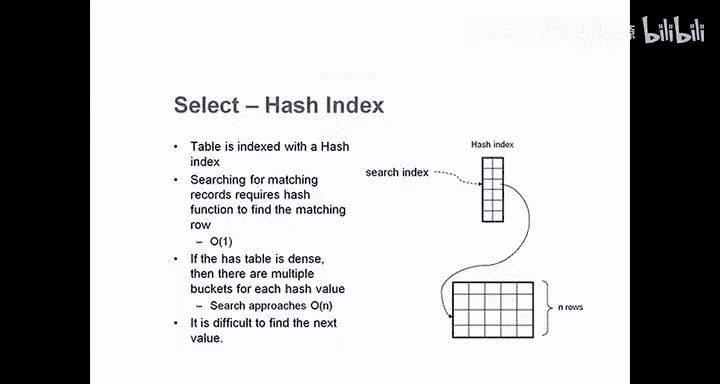 bilibili
Select – Hash Index
• Table is indexed with a Hash
index
• Searching for matching
records requires hash
function to find the matching
row
– O(1)
• If the has table is dense,
then there are multiple
buckets for each hash value
– Search approaches O(n)
• It is difficult to find the next
value.
Hash index
search index
n rows